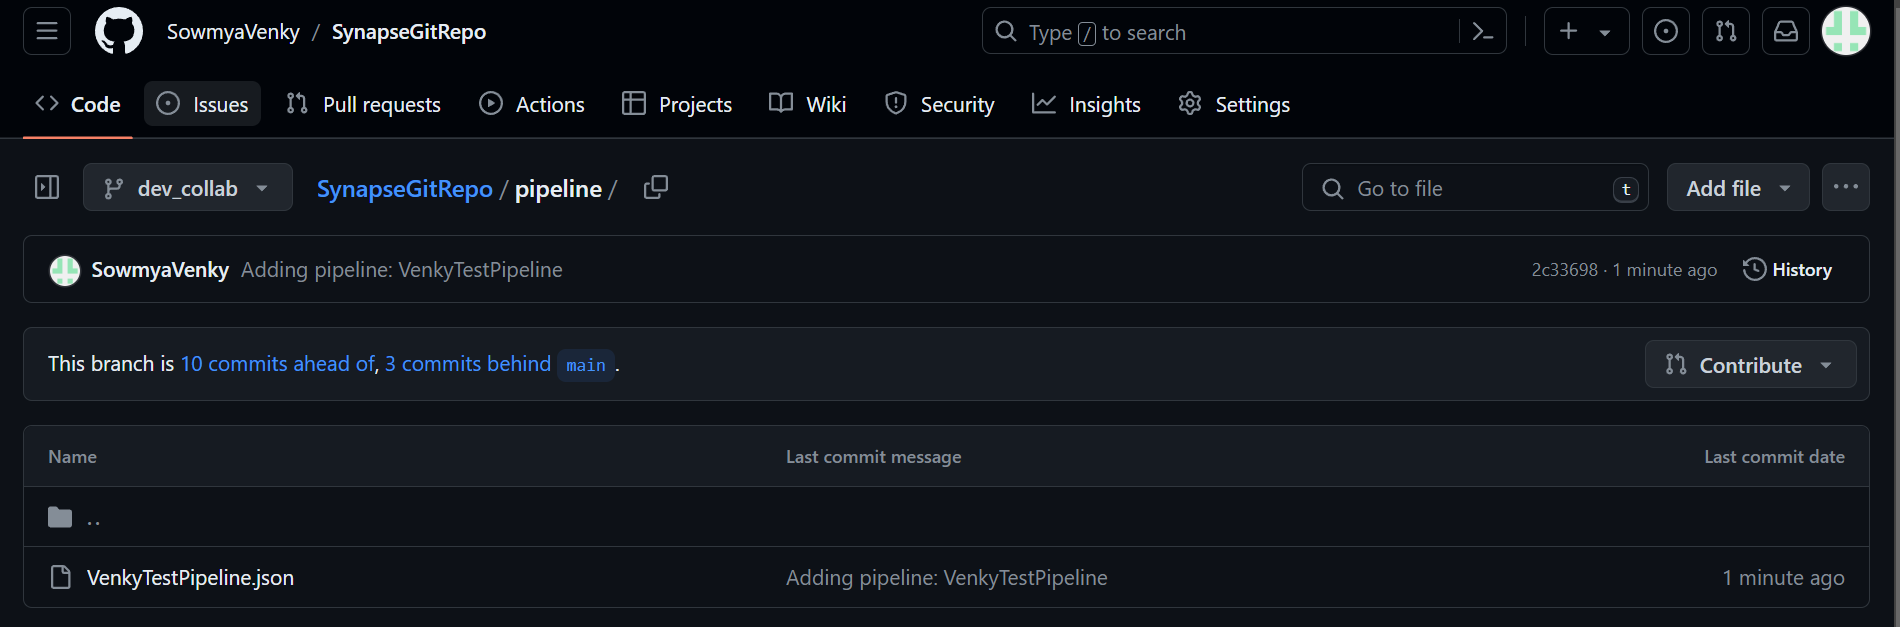 SowmyaVenky / SynapseGitRepo
Type / to search
Code Issues Pull requests Actions Projects Wiki Security Insights Settings
dev_collab SynapseGitRepo / pipeline /
Go to file t
Add file
SowmyaVenky Adding pipeline: VenkyTestPipeline 2c33698 · 1 minute ago History
This branch is 10 commits ahead of, 3 commits behind main.
Contribute
Name Last commit message Last commit date
..
VenkyTestPipeline.json Adding pipeline: VenkyTestPipeline 1 minute ago